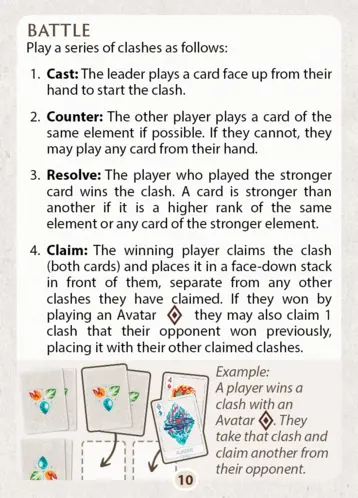 BATTLE
Play a series of clashes as follows:
1. Cast: The leader plays a card face up from their
hand to start the clash.
2. Counter: The other player plays a card of the
same element if possible. If they cannot, they
may play any card from their hand.
3. Resolve: The player who played the stronger
card wins the clash. A card is stronger than
another if it is a higher rank of the same
element or any card of the stronger element.
4. Claim: The winning player claims the clash
(both cards) and places it in a face-down stack
in front of them, separate from any other
clashes they have claimed. If they won by
playing an Avatar they may also claim 1
clash that their opponent won previously,
placing it with their other claimed clashes.
Example:
A player wins a
clash with an
Avatar . They
take that clash and
claim another from
their opponent.
10